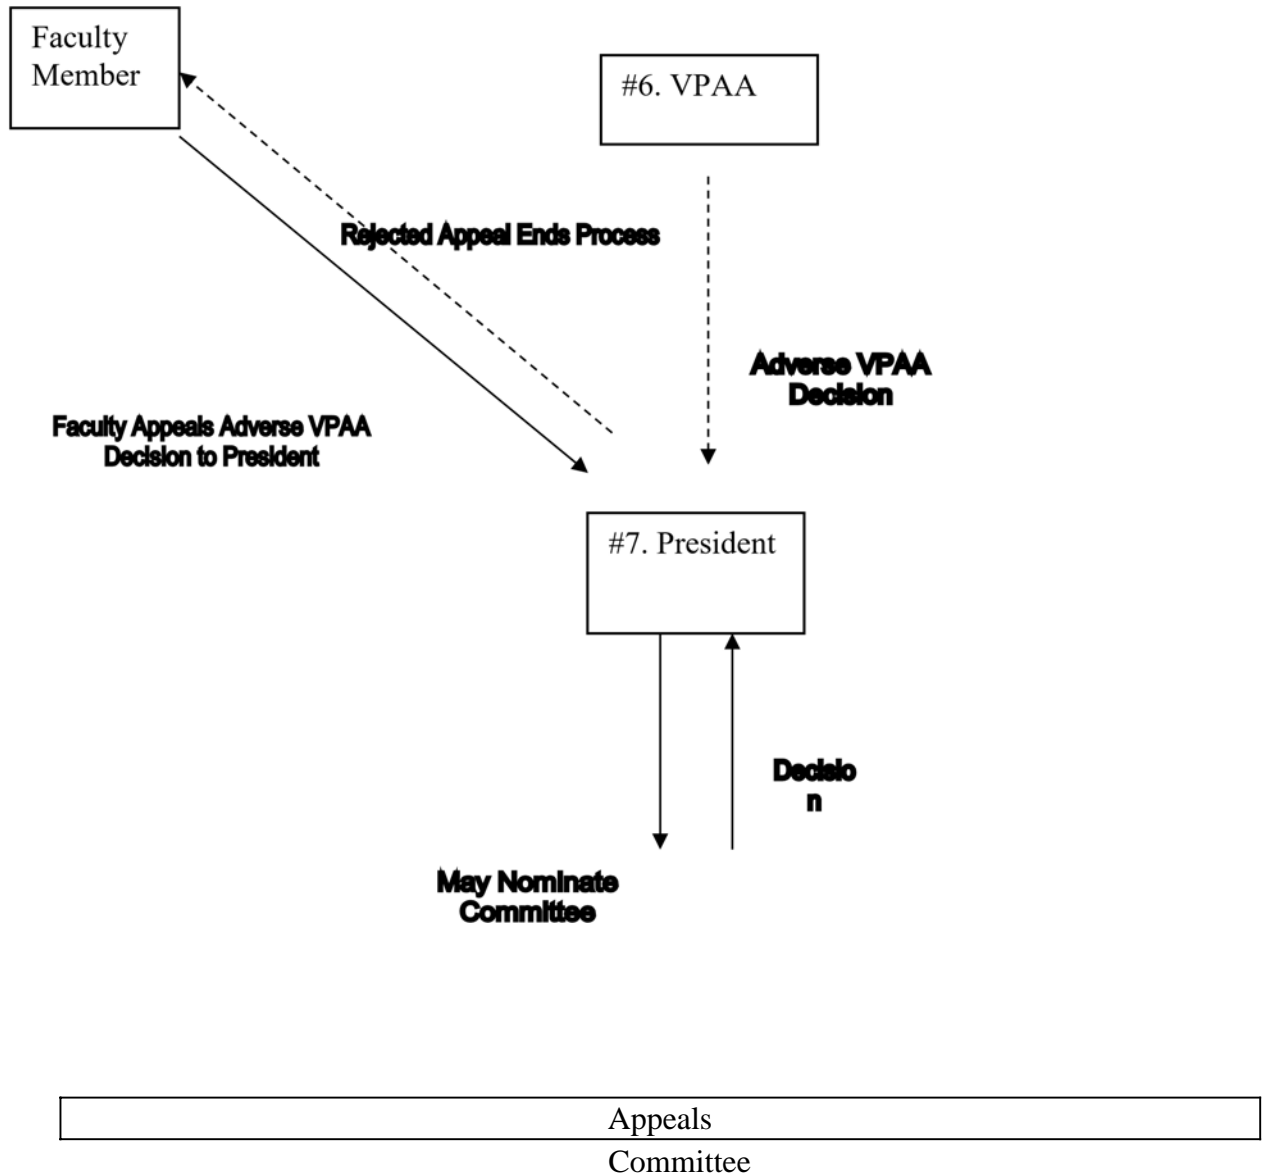 Faculty
Member
#6. VPAA
Rejected Appeal Ends Process
Adverse VPAA
Decision
Faculty Appeals Adverse VPAA
Decision to President
#7. President
Decisio
n
May Nominate
Committee
Appeals
Committee